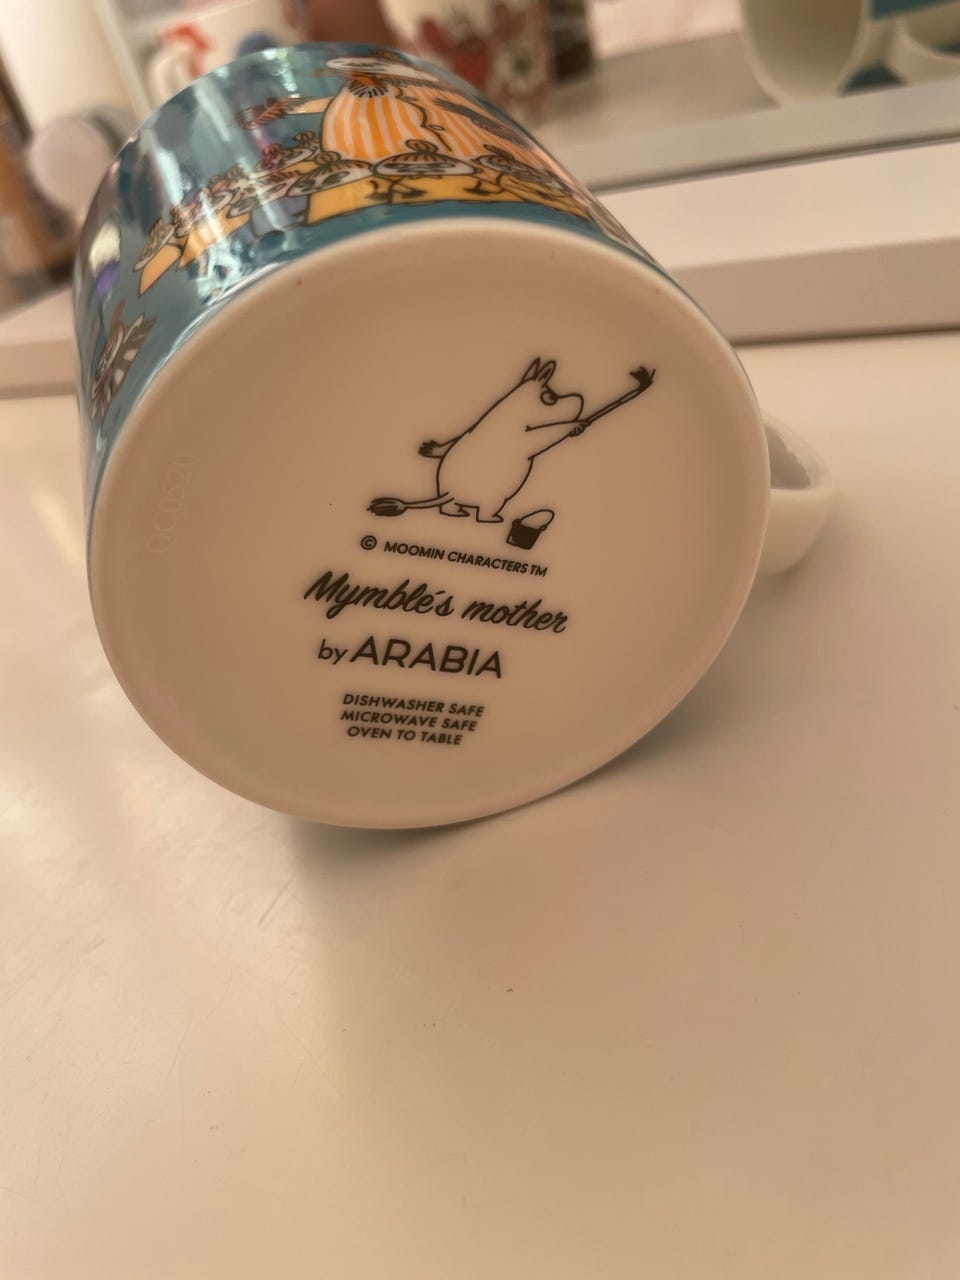 © MOOMIN CHARACTERS TM
Mymble's mother
by ARABIA
DISHWASHER SAFE
MICROWAVE SAFE
OVEN TO TABLE